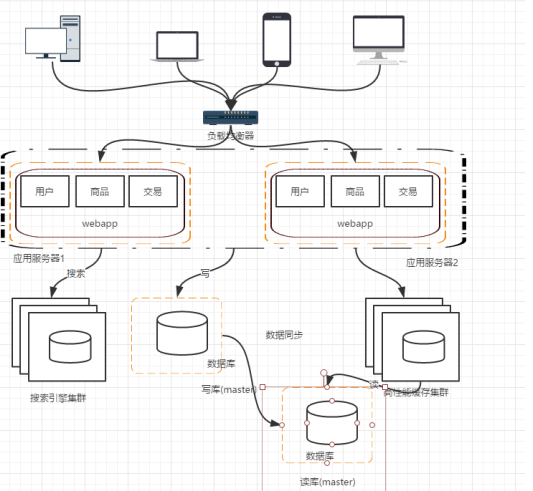 负载均衡器
用户
商品
交易
webapp
用户
商品
交易
webapp
应用服务器1
应用服务器2
搜索
写
数据库
数据同步
读
搜索引擎集群
写库(master)
高性能缓存集群
数据库
读库(master)